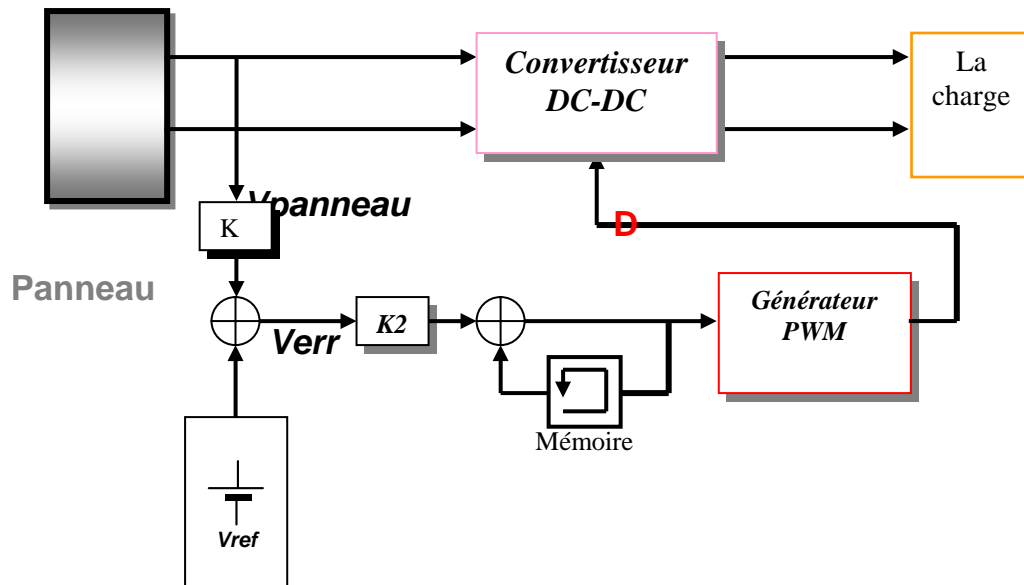 Convertisseur
DC-DC
La
charge
Vpanneau
K
D
Panneau
Générateur
PWM
K2
Verr
Mémoire
Vref